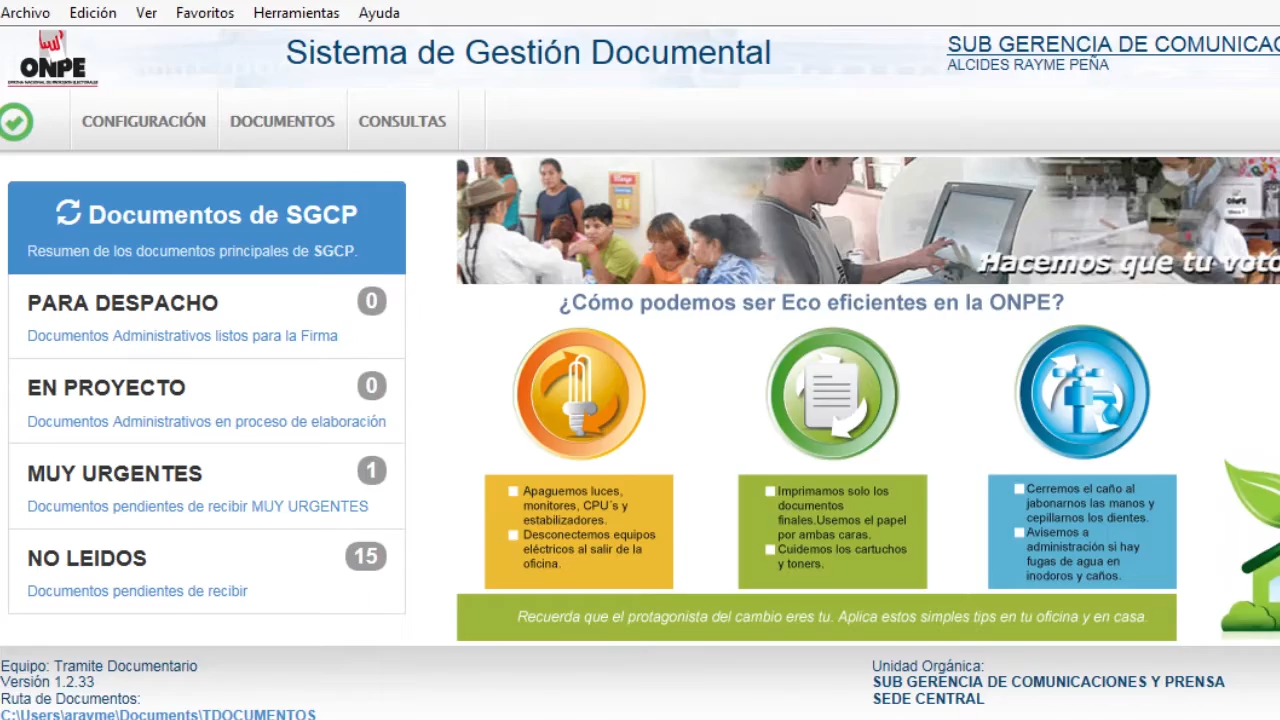 Archivo Edición Ver Favoritos Herramientas Ayuda
ONPE
OFICINA NACIONAL DE PROCESOS ELECTORALES
Sistema de Gestión Documental
SUB GERENCIA DE COMUNICAC
ALCIDES RAYME PEÑA
CONFIGURACIÓN DOCUMENTOS CONSULTAS
Documentos de SGCP
Resumen de los documentos principales de SGCP.
PARA DESPACHO 0
Documentos Administrativos listos para la Firma
EN PROYECTO 0
Documentos Administrativos en proceso de elaboración
MUY URGENTES 1
Documentos pendientes de recibir MUY URGENTES
NO LEIDOS 15
Documentos pendientes de recibir
ONPE
Hacemos que tu voto
¿Cómo podemos ser Eco eficientes en la ONPE?
Apaguemos luces,
monitores, CPU´s y
estabilizadores.
Desconectemos equipos
eléctricos al salir de la
oficina.
Imprimamos solo los
documentos
finales.Usemos el papel
por ambas caras.
Cuidemos los cartuchos
y toners.
Cerremos el caño al
jabonarnos las manos y
cepillarnos los dientes.
Avisemos a
administración si hay
fugas de agua en
inodoros y caños.
Recuerda que el protagonista del cambio eres tu. Aplica estos simples tips en tu oficina y en casa.
Equipo: Tramite Documentario
Versión 1.2.33
Ruta de Documentos:
C:\Users\arayme\Documents\TDOCUMENTOS
Unidad Orgánica:
SUB GERENCIA DE COMUNICACIONES Y PRENSA
SEDE CENTRAL